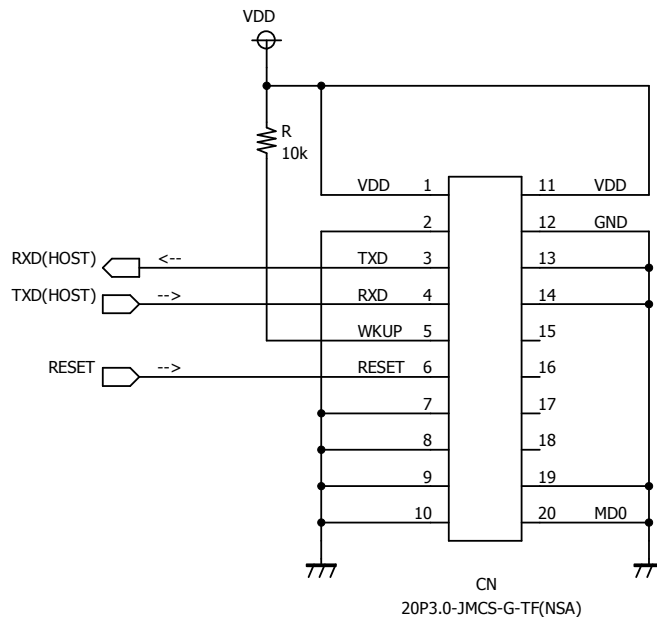 VDD
R
10k
VDD 1 11 VDD
2 12 GND
RXD(HOST) <-- TXD 3 13
TXD(HOST) --> RXD 4 14
WKUP 5 15
RESET --> RESET 6 16
7 17
8 18
9 19
10 20 MD0
CN
20P3.0-JMCS-G-TF(NSA)